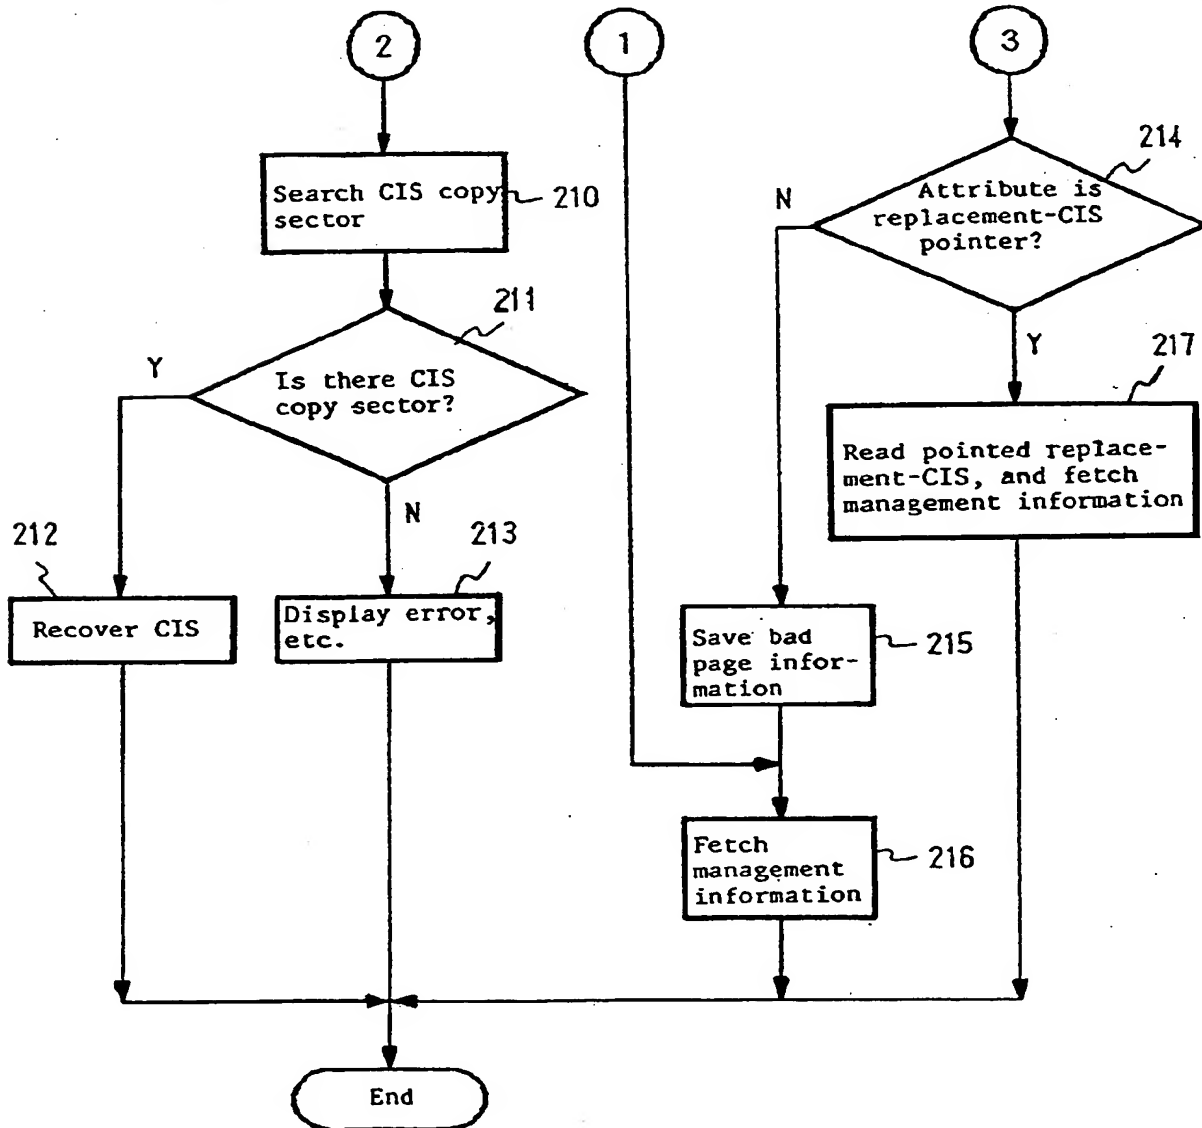 2
1
3
Search CIS copy
sector
210
211
Is there CIS
copy sector?
Y
N
212
Recover CIS
213
Display error,
etc.
214
Attribute is
replacement-CIS
pointer?
N
Y
217
Read pointed replace-
ment-CIS, and fetch
management information
Save bad
page infor-
mation
215
Fetch
management
information
216
End